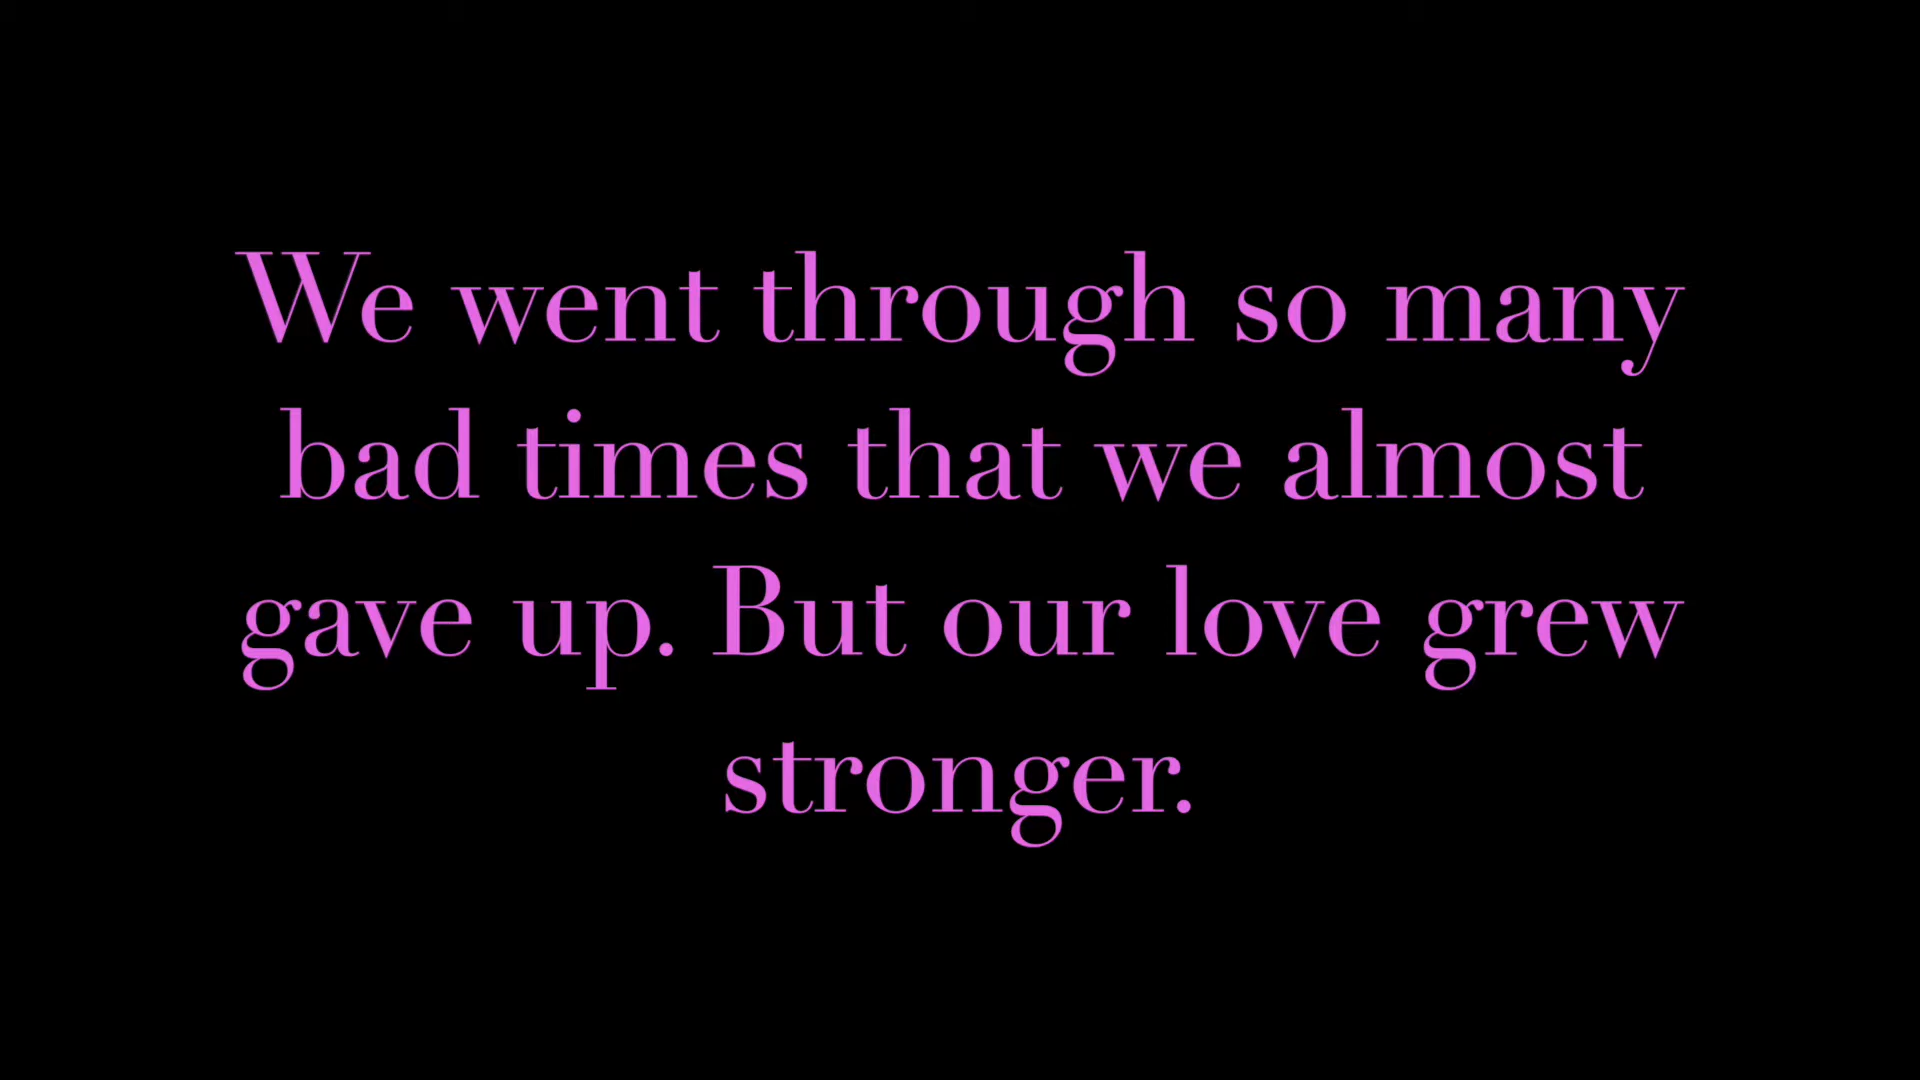 We went through so many
bad times that we almost
gave up. But our love grew
stronger.